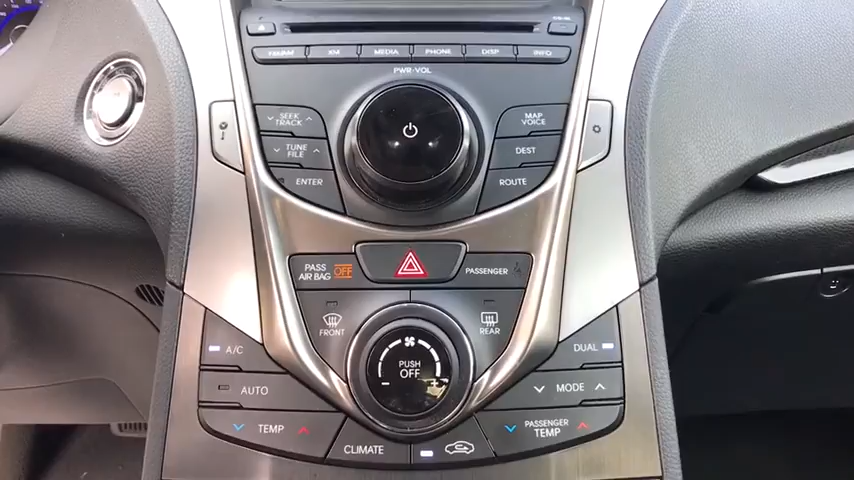 FM/AM XM MEDIA PHONE DISP INFO
PWR•VOL
SEEK
TRACK
TUNE
FILE
ENTER
MAP
VOICE
DEST
ROUTE
PASS
AIR BAG OFF
PASSENGER
FRONT
REAR
PUSH
OFF
A/C
AUTO
TEMP
CLIMATE
DUAL
MODE
PASSENGER
TEMP